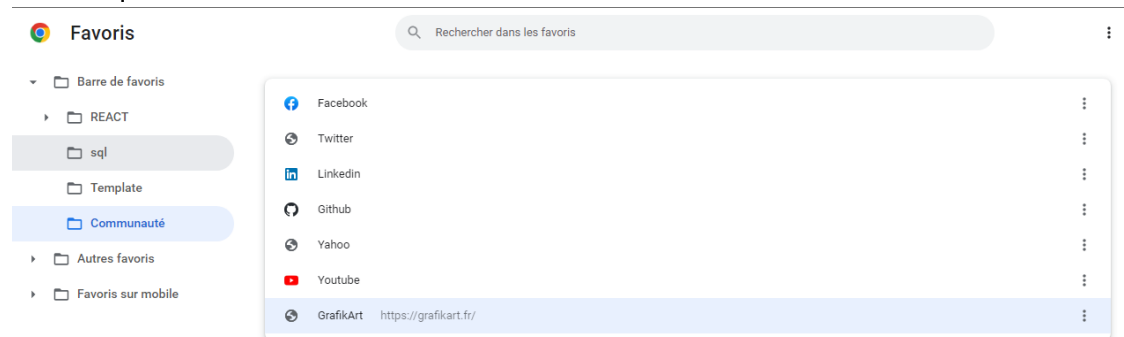 Favoris
Rechercher dans les favoris
Barre de favoris
REACT
sql
Template
Communauté
Autres favoris
Favoris sur mobile
Facebook
Twitter
Linkedin
Github
Yahoo
Youtube
GrafikArt https://grafikart.fr/